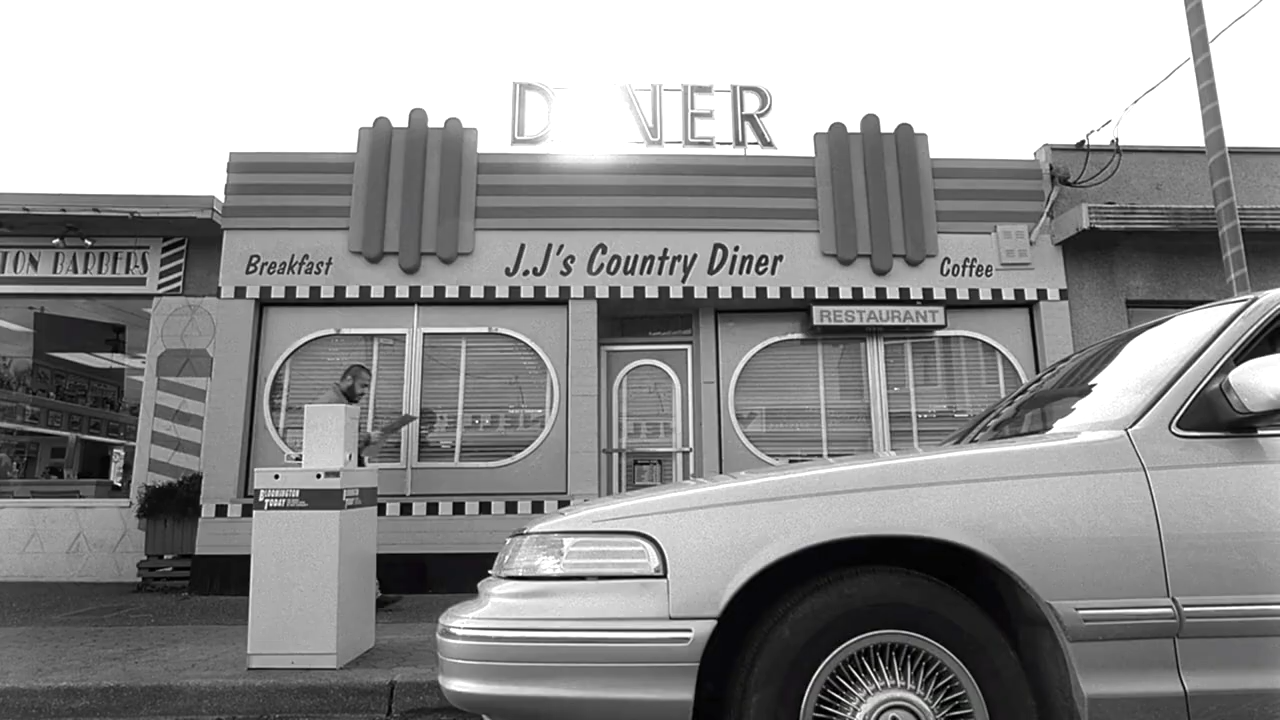 DINER
TON BARBERS
Breakfast
J.J's Country Diner
Coffee
RESTAURANT
BLOOMINGTON
TODAY